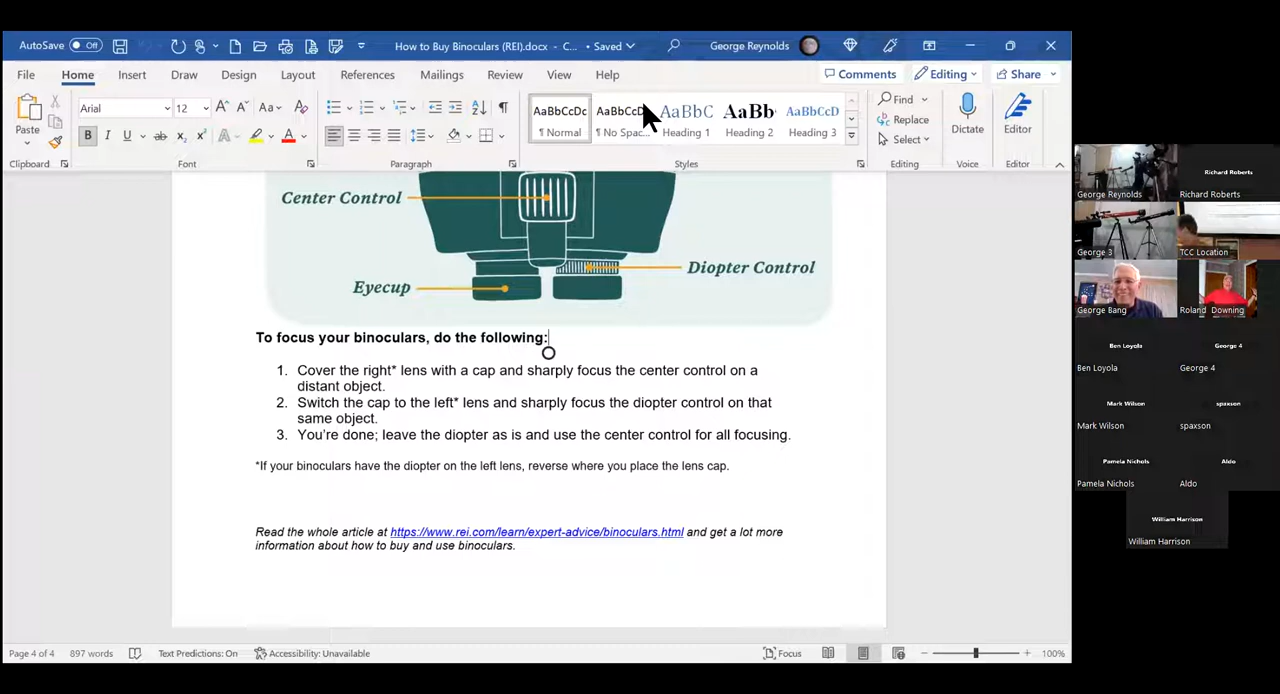 AutoSave Off How to Buy Binoculars (REI).docx - C... • Saved George Reynolds
File Home Insert Draw Design Layout References Mailings Review View Help Comments Editing Share
Paste Arial 12 Aa AaBbCcDc AaBbCcD AaBbC AaBb AaBbCcD Find Replace Select Dictate Editor
B I U ab x₂ x² A A ¶ Normal ¶ No Spac... Heading 1 Heading 2 Heading 3
Clipboard Font Paragraph Styles Editing Voice Editor
Center Control
Diopter Control
Eyecup
To focus your binoculars, do the following:
1. Cover the right* lens with a cap and sharply focus the center control on a
distant object.
2. Switch the cap to the left* lens and sharply focus the diopter control on that
same object.
3. You’re done; leave the diopter as is and use the center control for all focusing.
*If your binoculars have the diopter on the left lens, reverse where you place the lens cap.
Read the whole article at https://www.rei.com/learn/expert-advice/binoculars.html and get a lot more
information about how to buy and use binoculars.
Page 4 of 4 897 words Text Predictions: On Accessibility: Unavailable Focus 100%
George Reynolds
Richard Roberts
Richard Roberts
George 3
TCC Location
George Bang
Roland Downing
Ben Loyola
Ben Loyola
George 4
George 4
Mark Wilson
Mark Wilson
spaxson
spaxson
Pamela Nichols
Pamela Nichols
Aldo
Aldo
William Harrison
William Harrison